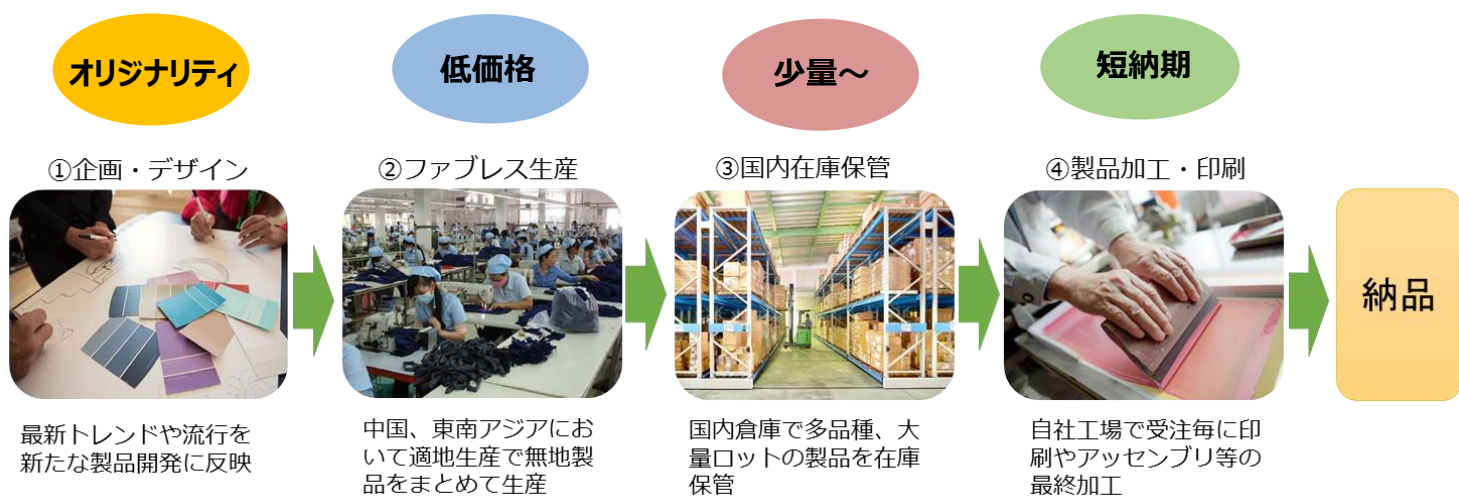 オリジナリティ
低価格
少量～
短納期
①企画・デザイン
②ファブレス生産
③国内在庫保管
④製品加工・印刷
納品
最新トレンドや流行を
新たな製品開発に反映
中国、東南アジアにお
いて適地生産で無地製
品をまとめて生産
国内倉庫で多品種、大
量ロットの製品を在庫
保管
自社工場で受注毎に印
刷やアッセンブリ等の
最終加工